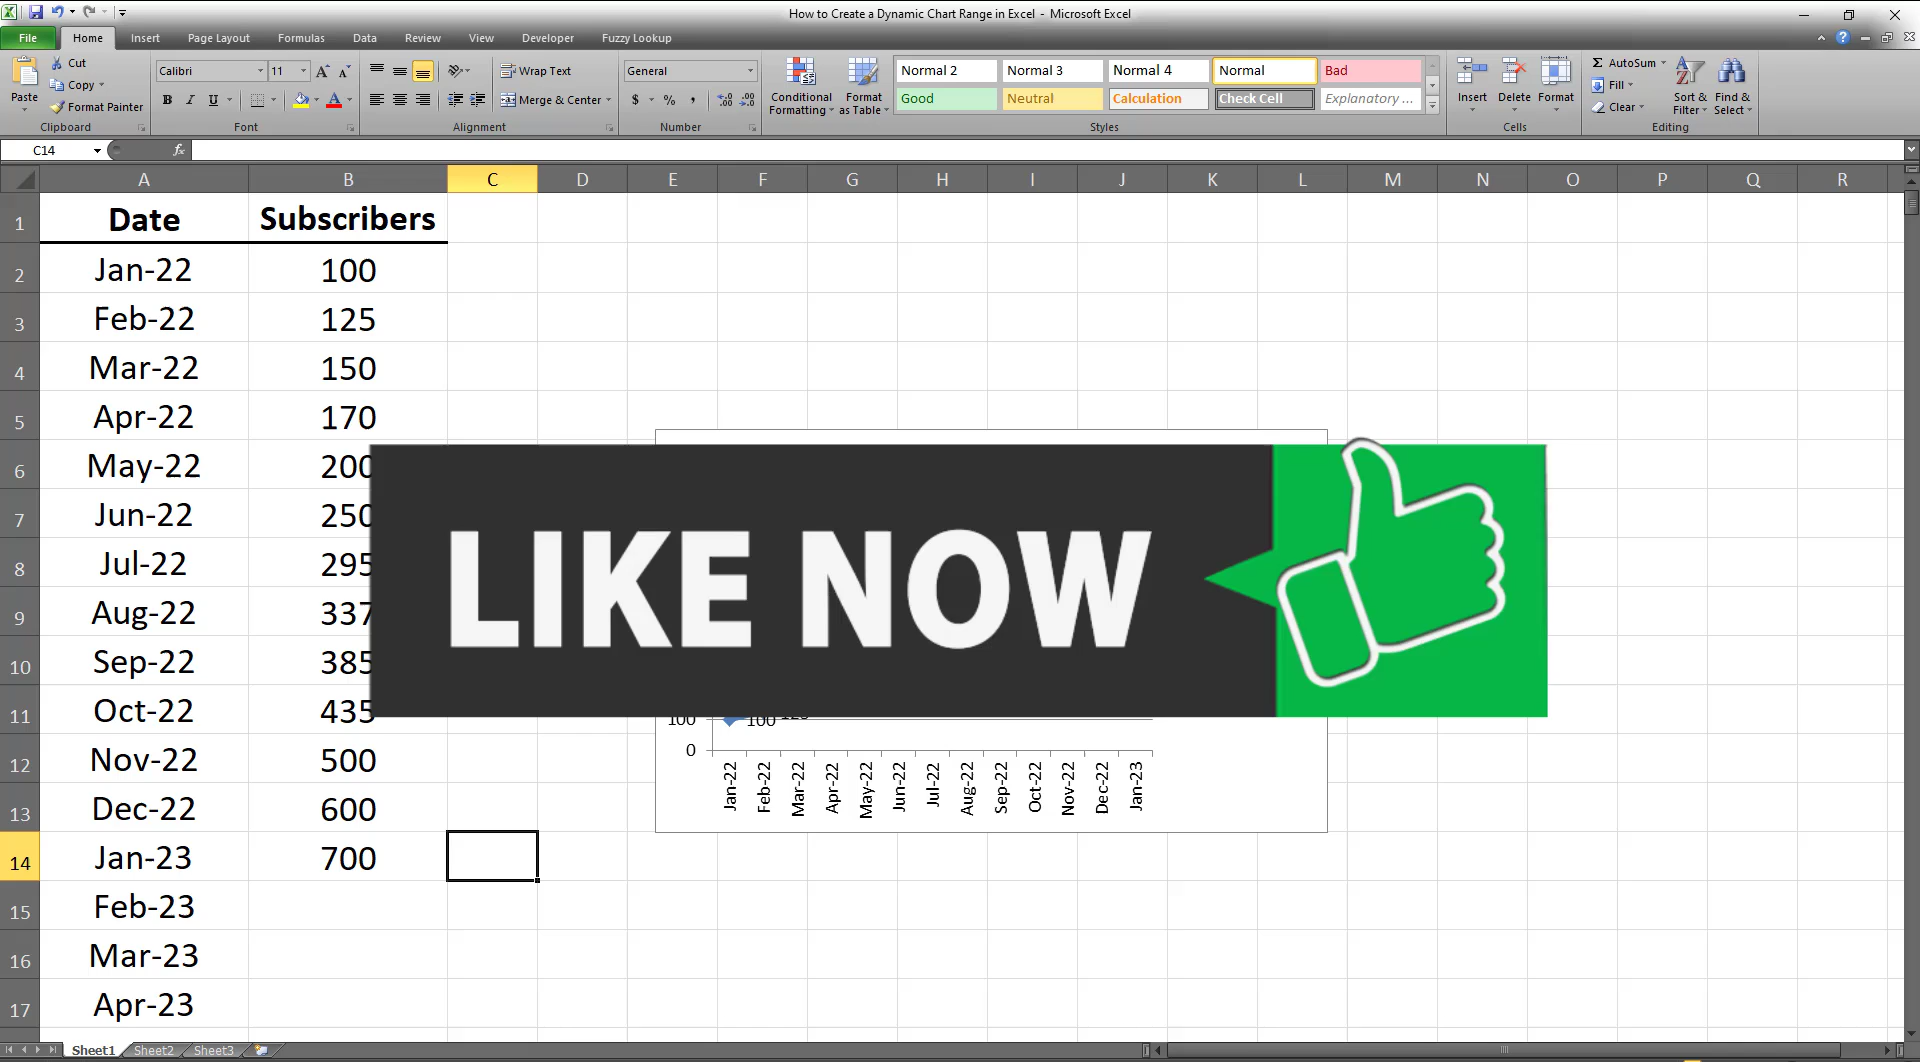 How to Create a Dynamic Chart Range in Excel - Microsoft Excel
File Home Insert Page Layout Formulas Data Review View Developer Fuzzy Lookup
Paste
Cut
Copy
Format Painter
Clipboard
Calibri 11
B I U
Font
Wrap Text
Merge & Center
Alignment
General
$ % ,
Number
Conditional Formatting
Format as Table
Normal 2 Normal 3 Normal 4 Normal Bad
Good Neutral Calculation Check Cell Explanatory ...
Styles
Insert Delete Format
Cells
Σ AutoSum
Fill
Clear
Sort & Filter
Find & Select
Editing
C14 fx
A B C D E F G H I J K L M N O P Q R
1 Date Subscribers
2 Jan-22 100
3 Feb-22 125
4 Mar-22 150
5 Apr-22 170
6 May-22 200
7 Jun-22 250
8 Jul-22 295
9 Aug-22 337
10 Sep-22 385
11 Oct-22 435
12 Nov-22 500
13 Dec-22 600
14 Jan-23 700
15 Feb-23
16 Mar-23
17 Apr-23
LIKE NOW
100 100
0
Jan-22 Feb-22 Mar-22 Apr-22 May-22 Jun-22 Jul-22 Aug-22 Sep-22 Oct-22 Nov-22 Dec-22 Jan-23
Sheet1 Sheet2 Sheet3